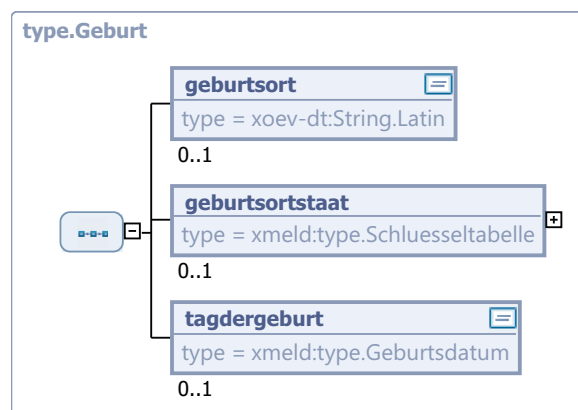 type.Geburt
geburtsort
type = xoev-dt:String.Latin
0..1
geburtsortstaat
type = xmeld:type.Schluesseltabelle
0..1
tagdergeburt
type = xmeld:type.Geburtsdatum
0..1